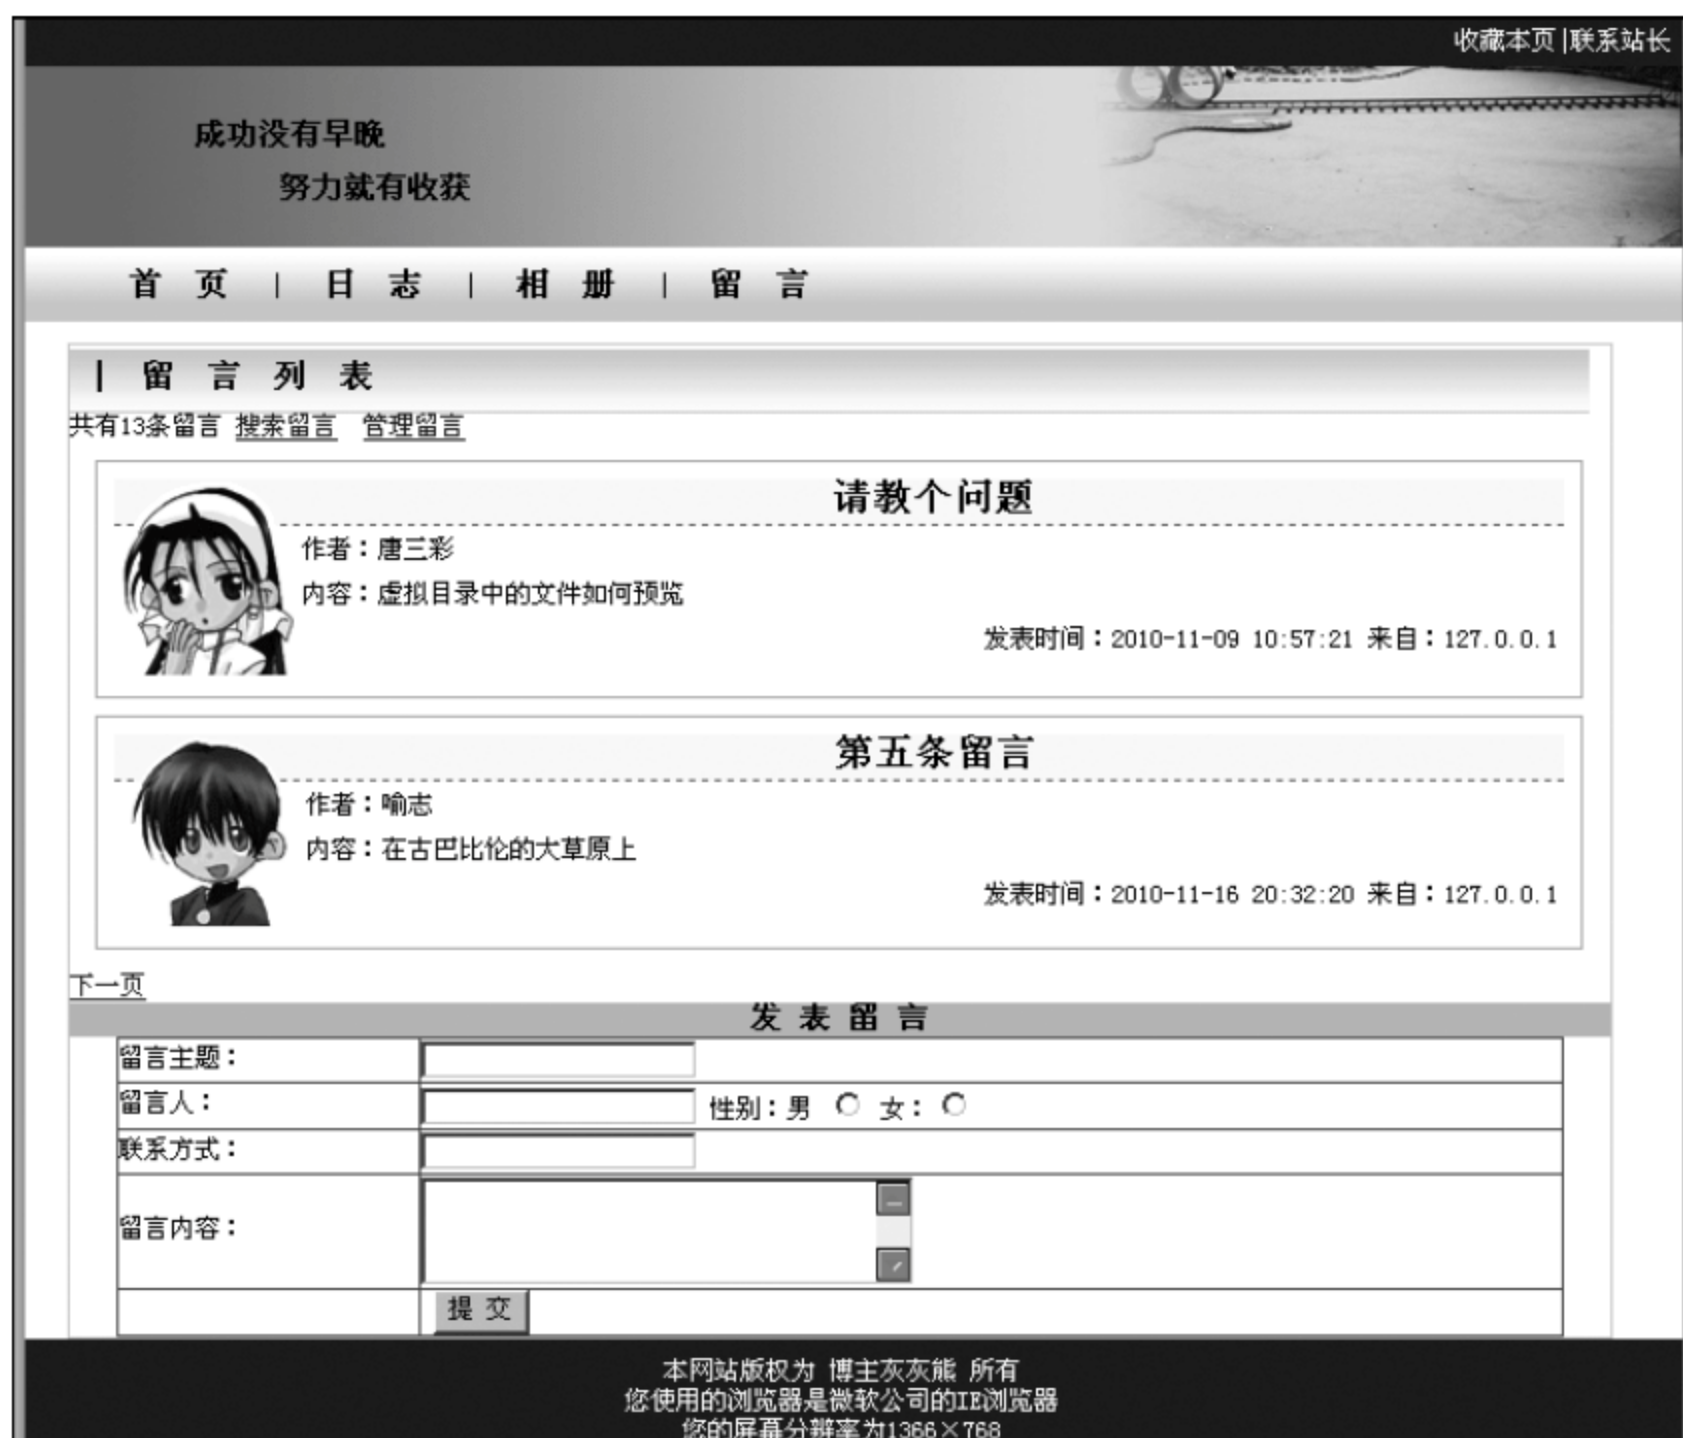 收藏本页|联系站长
成功没有早晚
努力就有收获
首 页 | 日 志 | 相 册 | 留 言
| 留 言 列 表
共有13条留言 搜索留言 管理留言
请教个问题
作者：唐三彩
内容：虚拟目录中的文件如何预览
发表时间：2010-11-09 10:57:21 来自：127.0.0.1
第五条留言
作者：喻志
内容：在古巴比伦的大草原上
发表时间：2010-11-16 20:32:20 来自：127.0.0.1
下一页
发 表 留 言
留言主题：
留言人： 性别：男 女：
联系方式：
留言内容：
提 交
本网站版权为 博主灰灰熊 所有
您使用的浏览器是微软公司的IE浏览器
您的屏幕分辨率为1366×768